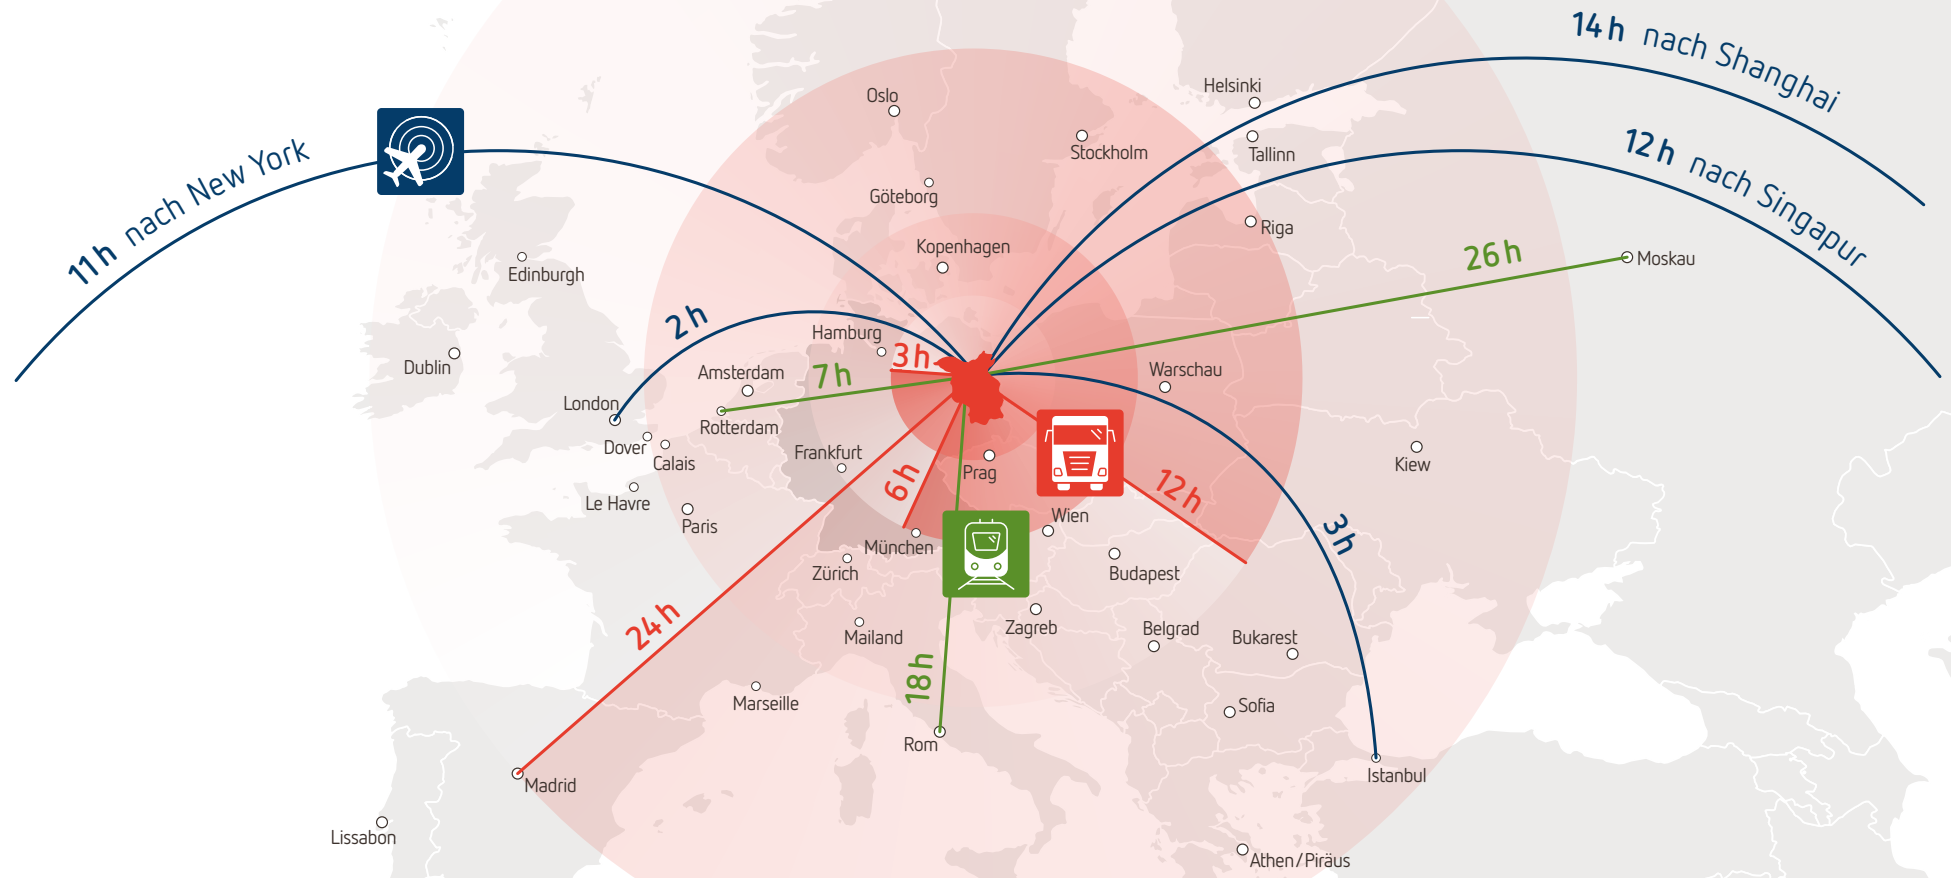 14 h nach Shanghai
12 h nach Singapur
11 h nach New York
Helsinki
Oslo
Stockholm
Tallinn
Göteborg
Riga
Kopenhagen
26 h
Moskau
Edinburgh
2 h
Hamburg
3 h
Dublin
Amsterdam
7 h
Warschau
London
Rotterdam
Dover
Calais
Frankfurt
Prag
Kiew
6 h
12 h
Le Havre
Paris
Wien
3 h
München
Zürich
Budapest
24 h
Mailand
Zagreb
Belgrad
Bukarest
18 h
Marseille
Sofia
Rom
Madrid
Istanbul
Lissabon
Athen / Piräus